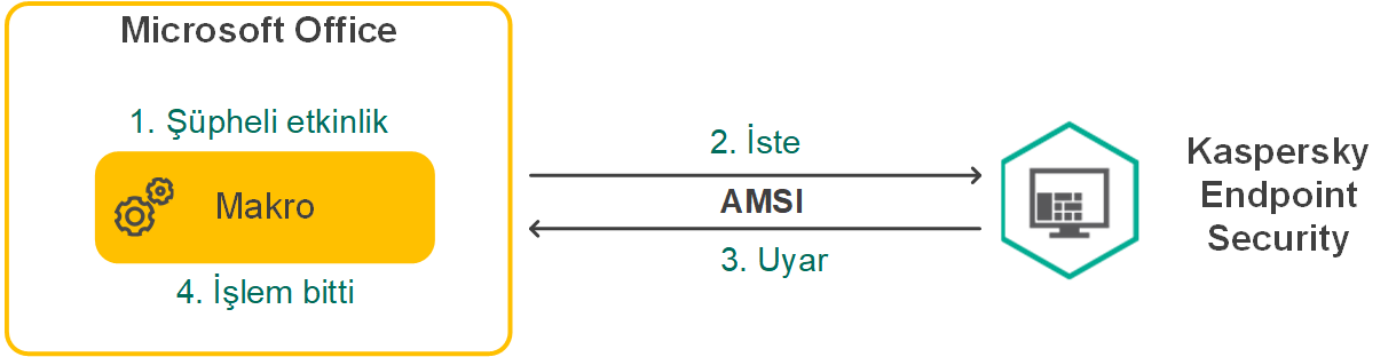 Microsoft Office
1. Şüpheli etkinlik
Makro
4. İşlem bitti
2. İste
AMSI
3. Uyar
Kaspersky
Endpoint
Security